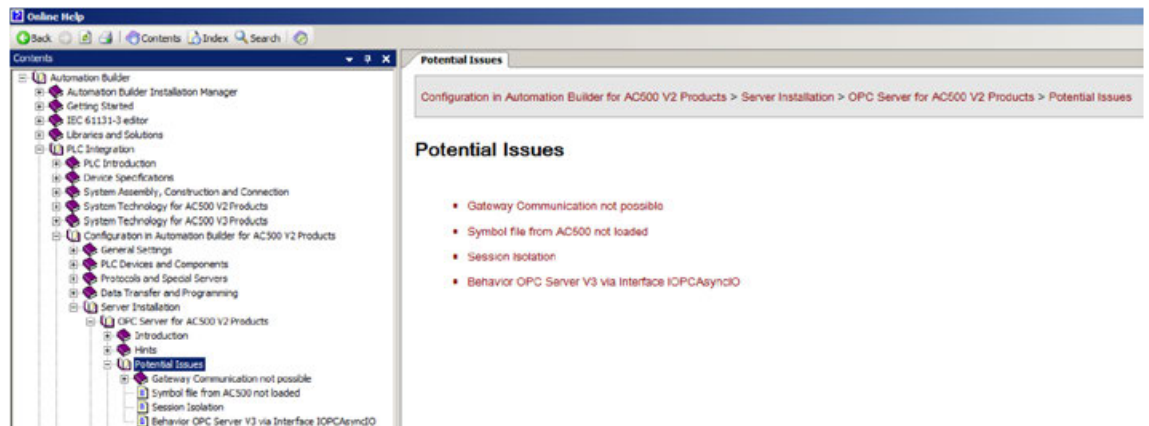 Online Help
Back Contents Index Search
Contents
Automation Builder
Automation Builder Installation Manager
Getting Started
IEC 61131-3 editor
Libraries and Solutions
PLC Integration
PLC Introduction
Device Specifications
System Assembly, Construction and Connection
System Technology for AC500 V2 Products
System Technology for AC500 V3 Products
Configuration in Automation Builder for AC500 V2 Products
General Settings
PLC Devices and Components
Protocols and Special Servers
Data Transfer and Programming
Server Installation
OPC Server for AC500 V2 Products
Introduction
Hints
Potential Issues
Gateway Communication not possible
Symbol file from AC500 not loaded
Session Isolation
Behavior OPC Server V3 via Interface IOPCAsyncIO
Potential Issues
Configuration in Automation Builder for AC500 V2 Products > Server Installation > OPC Server for AC500 V2 Products > Potential Issues
Potential Issues
Gateway Communication not possible
Symbol file from AC500 not loaded
Session Isolation
Behavior OPC Server V3 via Interface IOPCAsyncIO